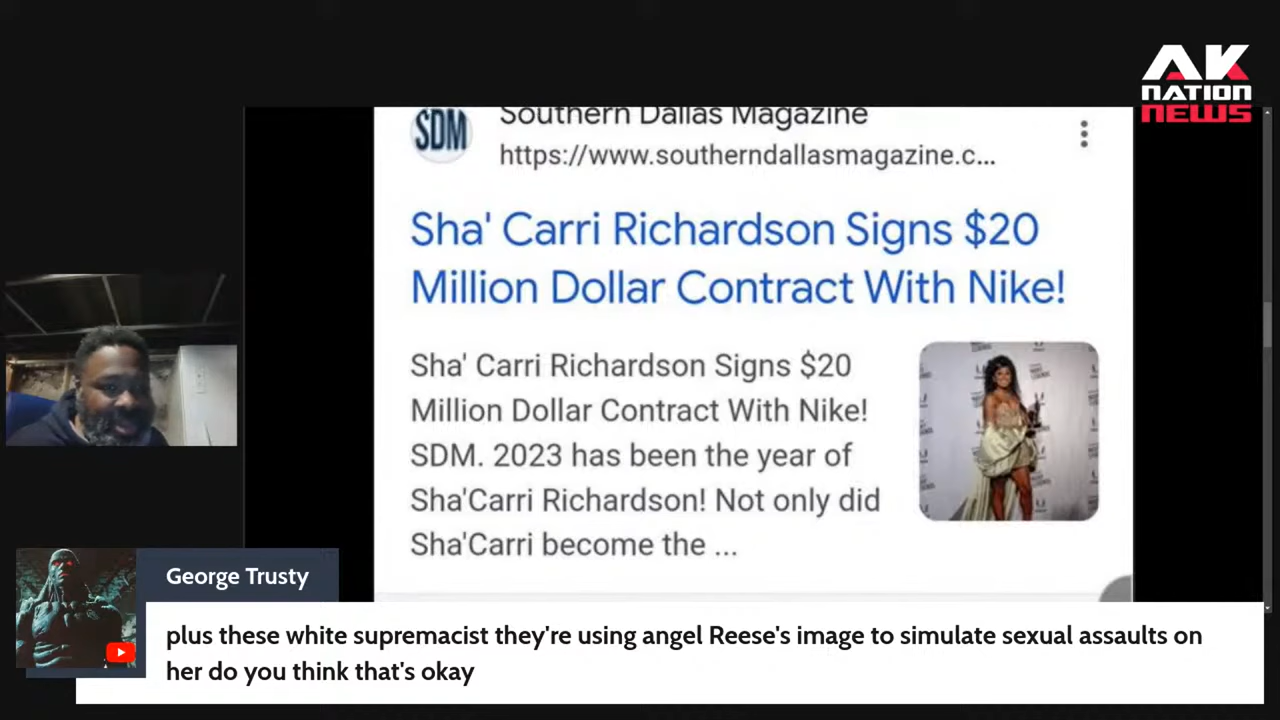 AK
NATION
NEWS
SDM
Southern Dallas Magazine
https://www.southerndallasmagazine.c...
Sha' Carri Richardson Signs $20
Million Dollar Contract With Nike!
Sha' Carri Richardson Signs $20
Million Dollar Contract With Nike!
SDM. 2023 has been the year of
Sha'Carri Richardson! Not only did
Sha'Carri become the ...
George Trusty
plus these white supremacist they're using angel Reese's image to simulate sexual assaults on
her do you think that's okay